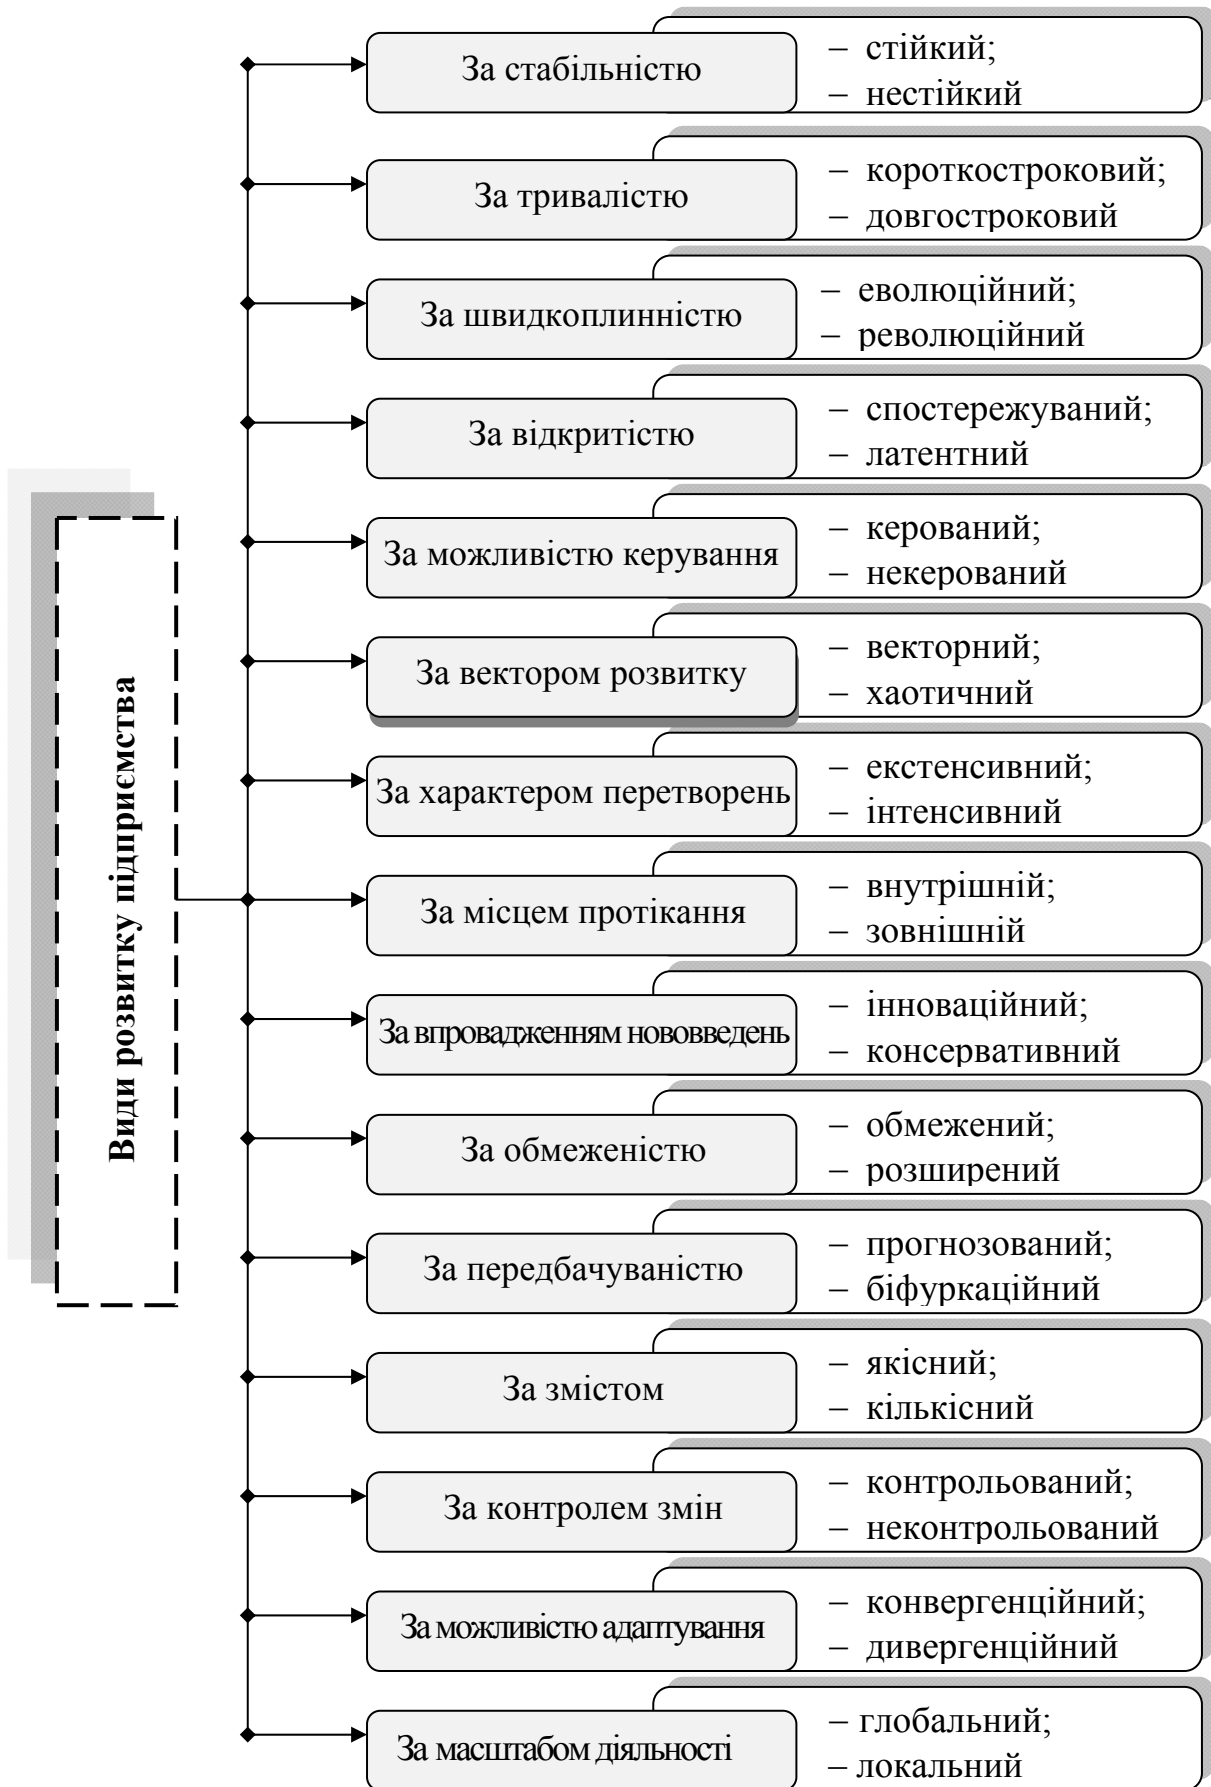 Види розвитку підприємства
За стабільністю
– стійкий;
– нестійкий
За тривалістю
– короткостроковий;
– довгостроковий
За швидкоплинністю
– еволюційний;
– революційний
За відкритістю
– спостережуваний;
– латентний
За можливістю керування
– керований;
– некерований
За вектором розвитку
– векторний;
– хаотичний
За характером перетворень
– екстенсивний;
– інтенсивний
За місцем протікання
– внутрішній;
– зовнішній
За впровадженням нововведень
– інноваційний;
– консервативний
За обмеженістю
– обмежений;
– розширений
За передбачуваністю
– прогнозований;
– біфуркаційний
За змістом
– якісний;
– кількісний
За контролем змін
– контрольований;
– неконтрольований
За можливістю адаптування
– конвергенційний;
– дивергенційний
За масштабом діяльності
– глобальний;
– локальний